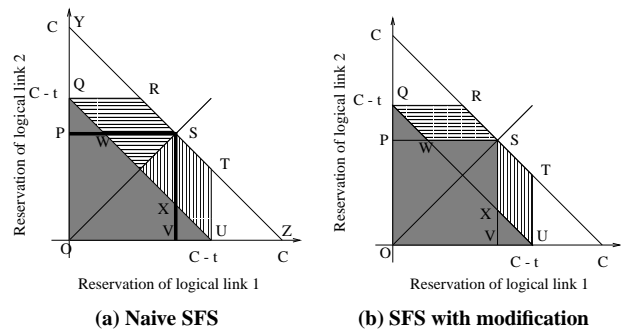 C Y
Reservation of logical link 2
C - t
Q
R
P
W
S
T
X
V
U
Z
O
C - t
C
Reservation of logical link 1
(a) Naive SFS
C
Reservation of logical link 2
C - t
Q
R
P
W
S
T
X
V
U
O
C - t
C
Reservation of logical link 1
(b) SFS with modification